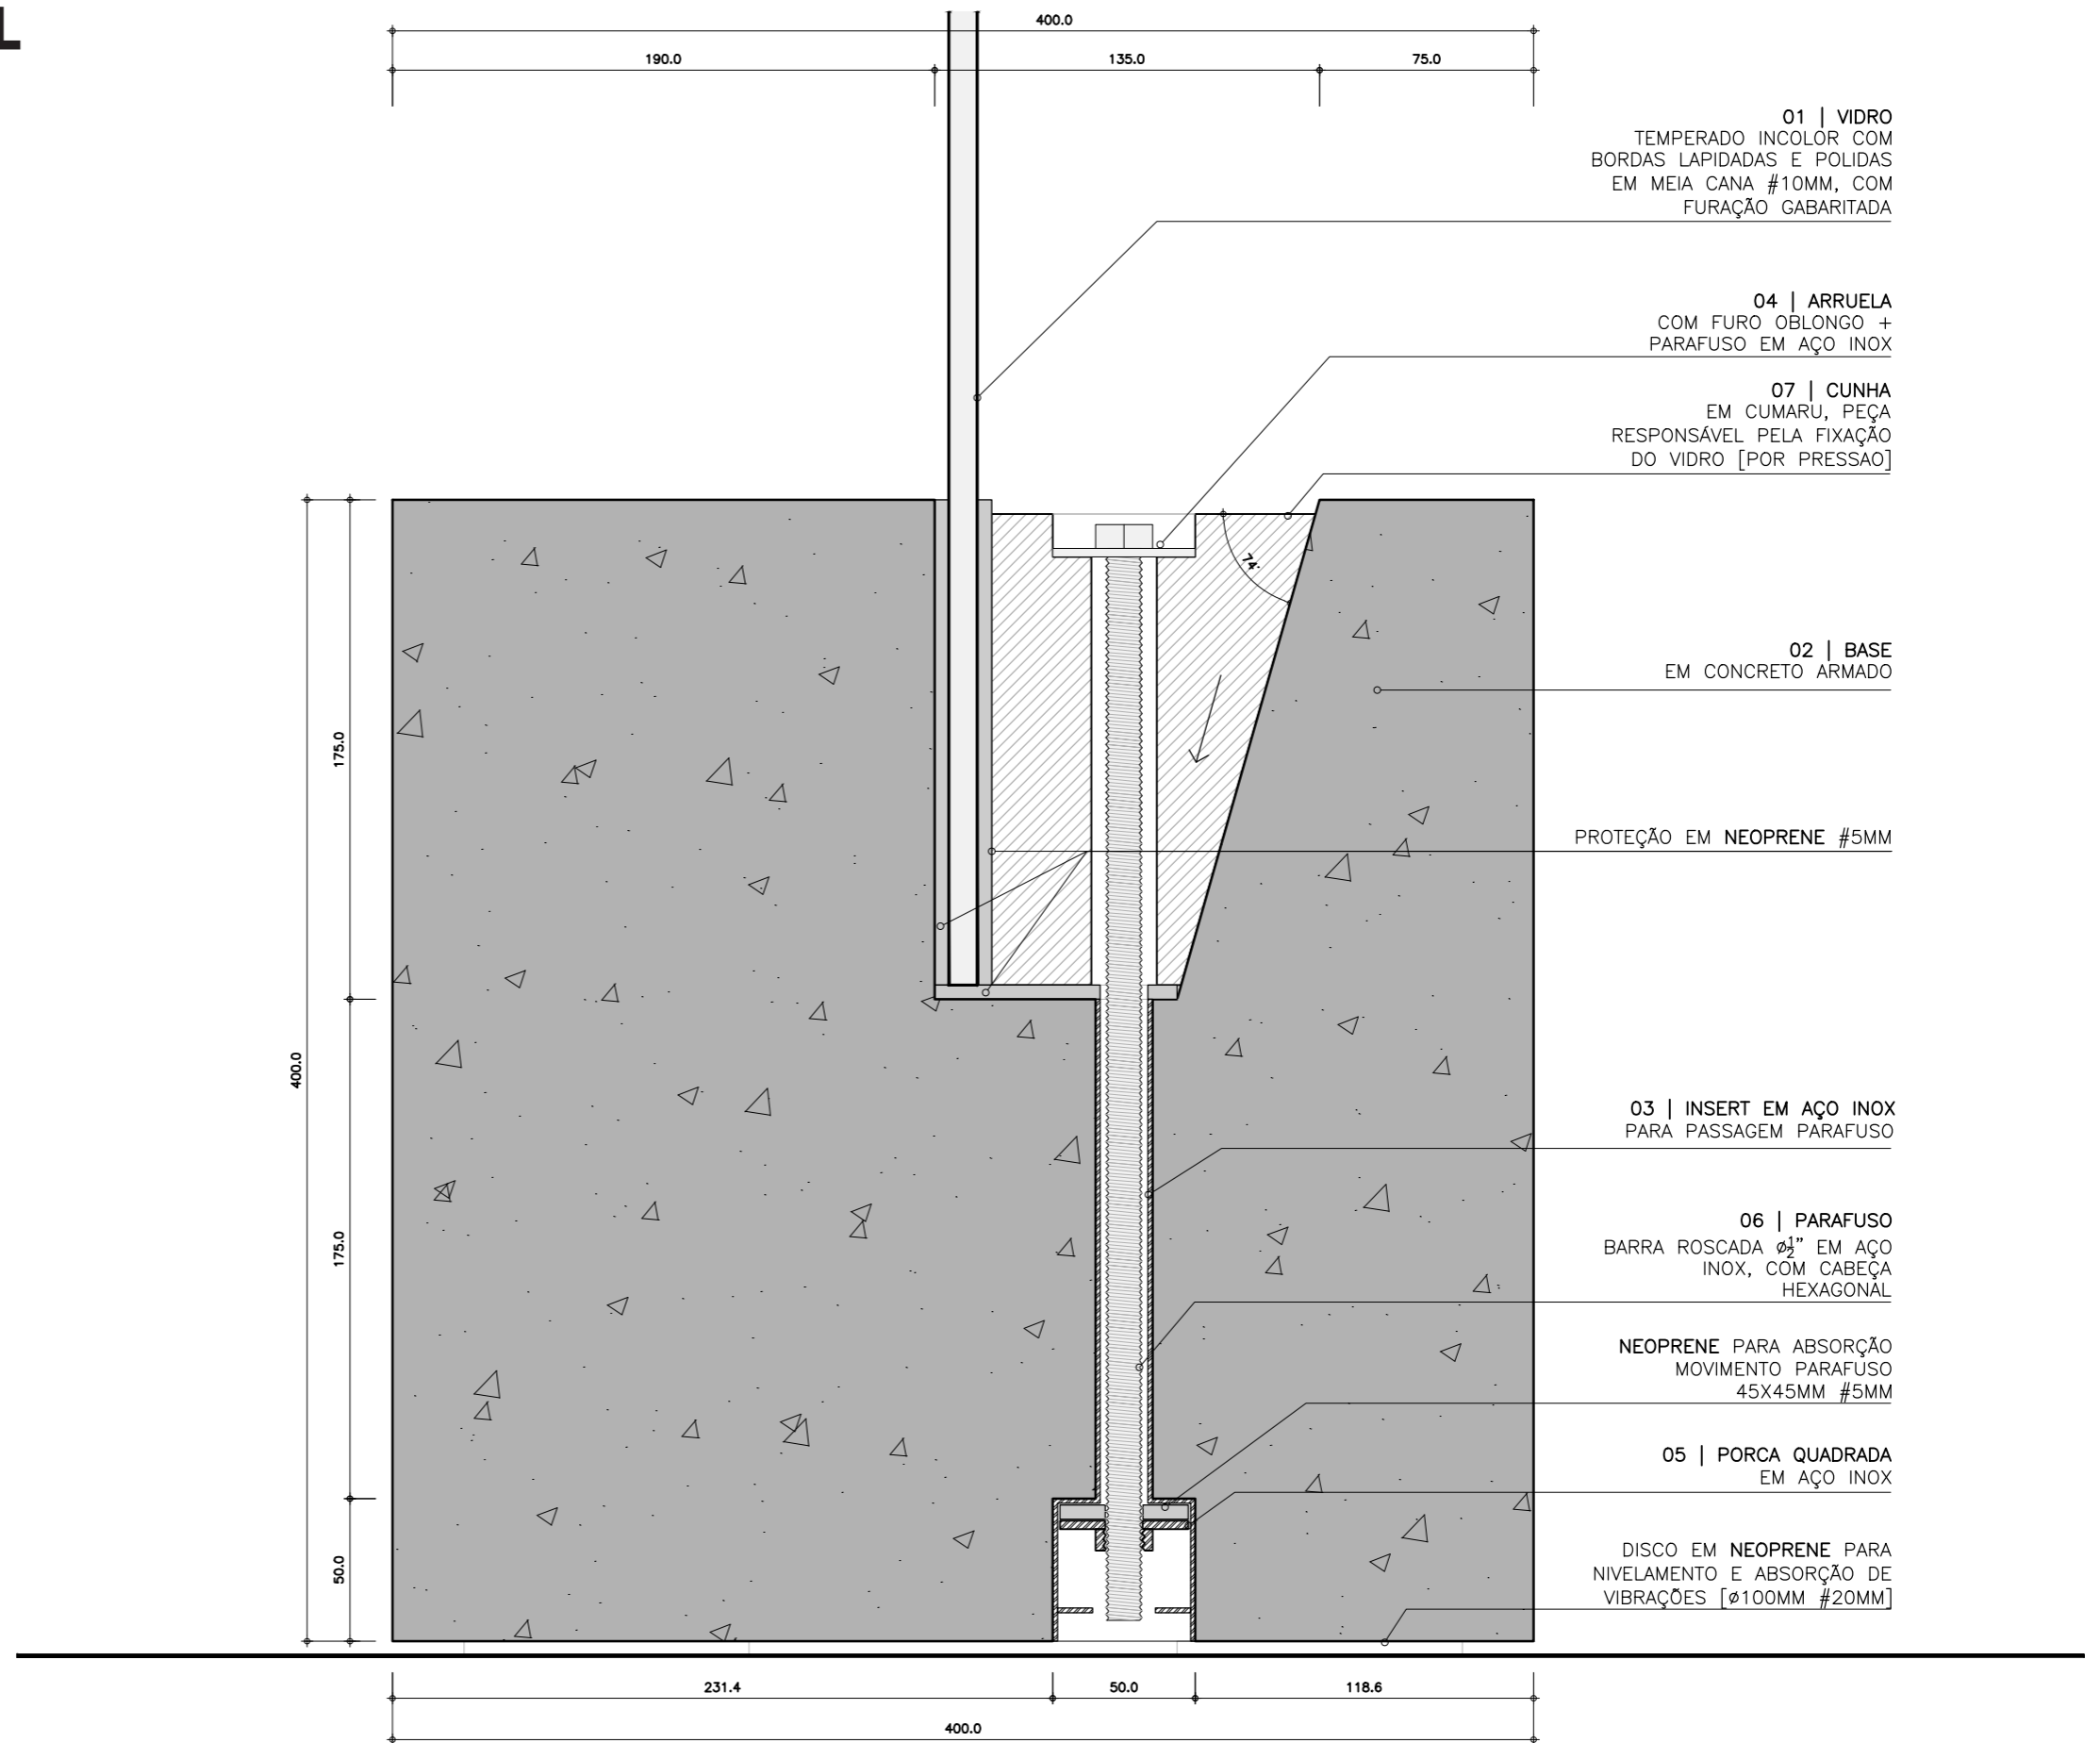 L
400.0
190.0
135.0
75.0
01 | VIDRO
TEMPERADO INCOLOR COM
BORDAS LAPIDADAS E POLIDAS
EM MEIA CANA #10MM, COM
FURAÇÃO GABARITADA
04 | ARRUELA
COM FURO OBLONGO +
PARAFUSO EM AÇO INOX
07 | CUNHA
EM CUMARU, PEÇA
RESPONSÁVEL PELA FIXAÇÃO
DO VIDRO [POR PRESSAO]
74°
02 | BASE
EM CONCRETO ARMADO
175.0
PROTEÇÃO EM NEOPRENE #5MM
400.0
03 | INSERT EM AÇO INOX
PARA PASSAGEM PARAFUSO
175.0
06 | PARAFUSO
BARRA ROSCADA ø½” EM AÇO
INOX, COM CABEÇA
HEXAGONAL
NEOPRENE PARA ABSORÇÃO
MOVIMENTO PARAFUSO
45X45MM #5MM
05 | PORCA QUADRADA
EM AÇO INOX
50.0
DISCO EM NEOPRENE PARA
NIVELAMENTO E ABSORÇÃO DE
VIBRAÇÕES [ø100MM #20MM]
231.4
50.0
118.6
400.0